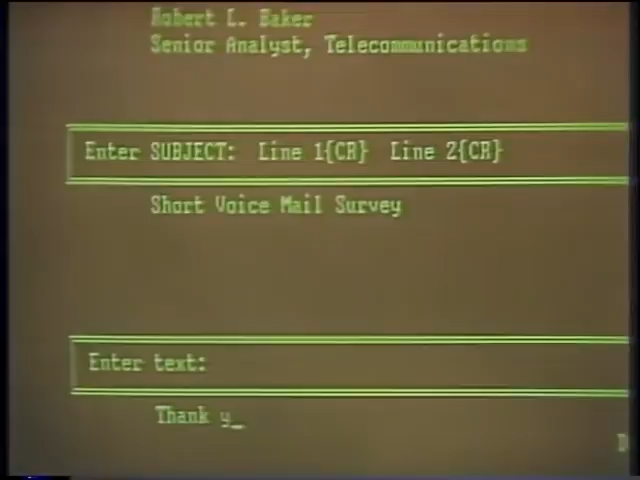 Robert L. Baker
Senior Analyst, Telecommunications
Enter SUBJECT: Line 1{CR} Line 2{CR}
Short Voice Mail Survey
Enter text:
Thank y_
D